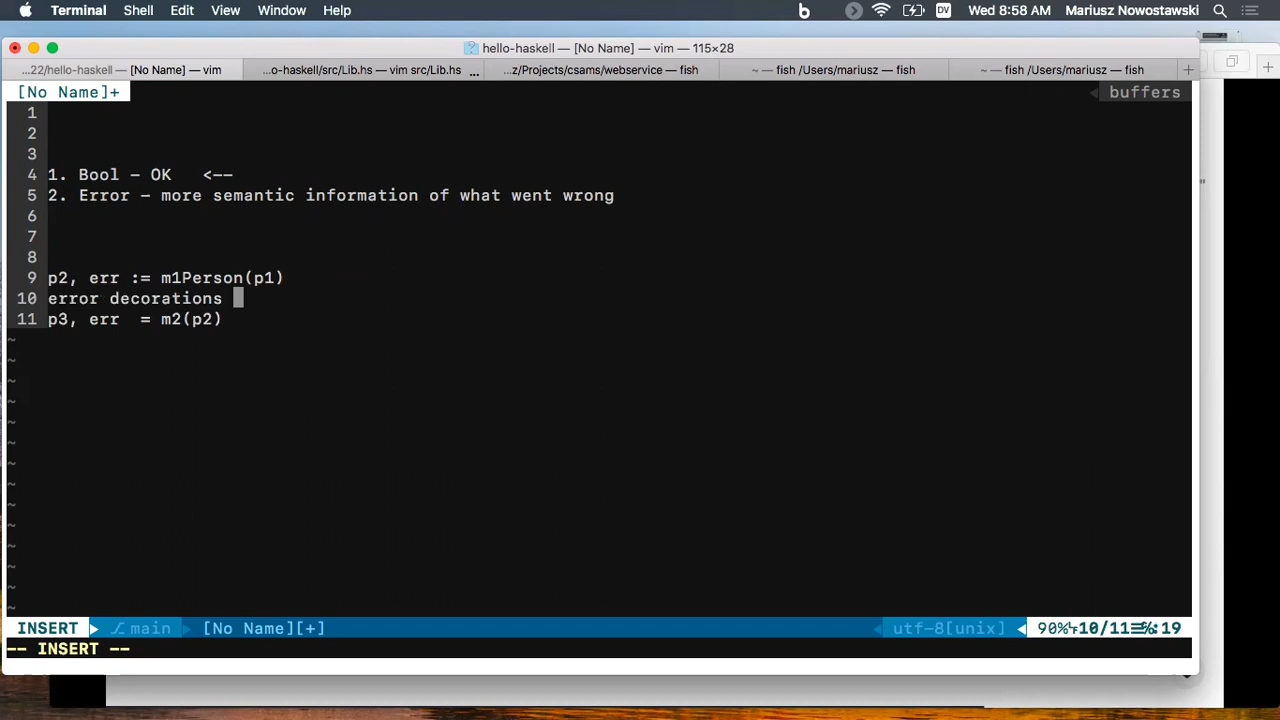 Terminal Shell Edit View Window Help DV Wed 8:58 AM Mariusz Nowostawski
hello-haskell — [No Name] — vim — 115×28
...22/hello-haskell — [No Name] — vim ...o-haskell/src/Lib.hs — vim src/Lib.hs ... ...z/Projects/csams/webservice — fish ~ — fish /Users/mariusz — fish ~ — fish /Users/mariusz — fish
[No Name]+ buffers
1
2
3
4 1. Bool - OK <--
5 2. Error - more semantic information of what went wrong
6
7
8
9 p2, err := m1Person(p1)
10 error decorations
11 p3, err = m2(p2)
~
~
~
~
~
~
~
~
~
~
~
~
~
~
INSERT main [No Name][+] utf-8[unix] 90% 10/11 :19
-- INSERT --